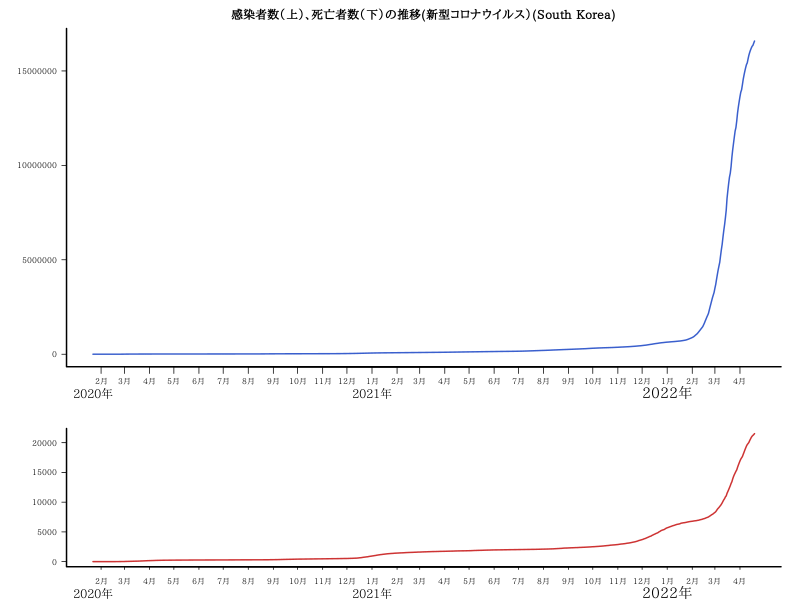 感染者数（上）、死亡者数（下）の推移(新型コロナウイルス）(South Korea)
15000000
10000000
5000000
0
2月 3月 4月 5月 6月 7月 8月 9月 10月 11月 12月 1月 2月 3月 4月 5月 6月 7月 8月 9月 10月 11月 12月 1月 2月 3月 4月
2020年 2021年 2022年
20000
15000
10000
5000
0
2月 3月 4月 5月 6月 7月 8月 9月 10月 11月 12月 1月 2月 3月 4月 5月 6月 7月 8月 9月 10月 11月 12月 1月 2月 3月 4月
2020年 2021年 2022年